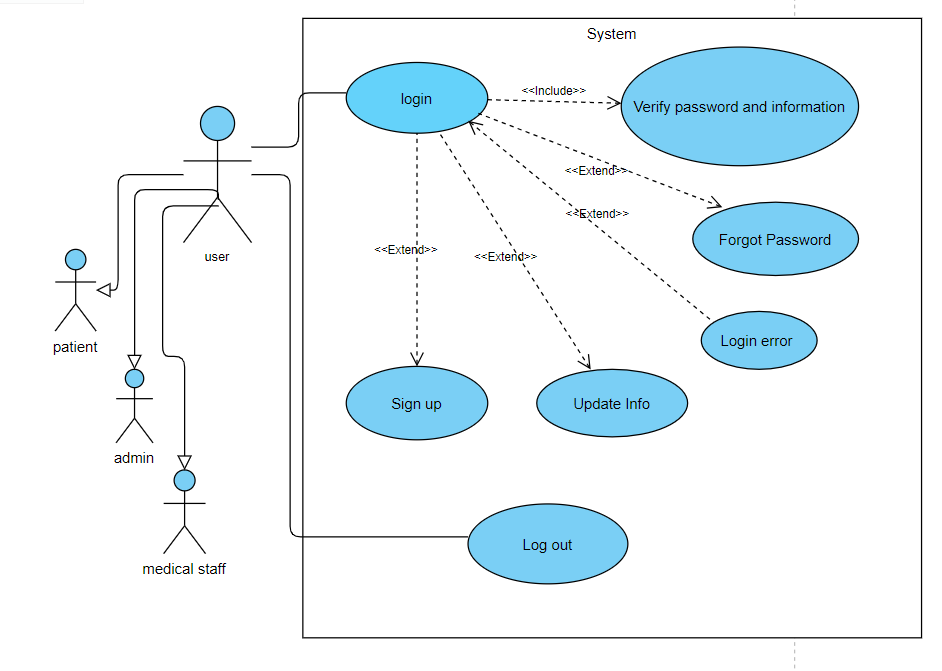 System
login
<<Include>>
Verify password and information
<<Extend>>
<<Extend>>
Forgot Password
user
<<Extend>>
<<Extend>>
Login error
patient
Sign up
Update Info
admin
Log out
medical staff